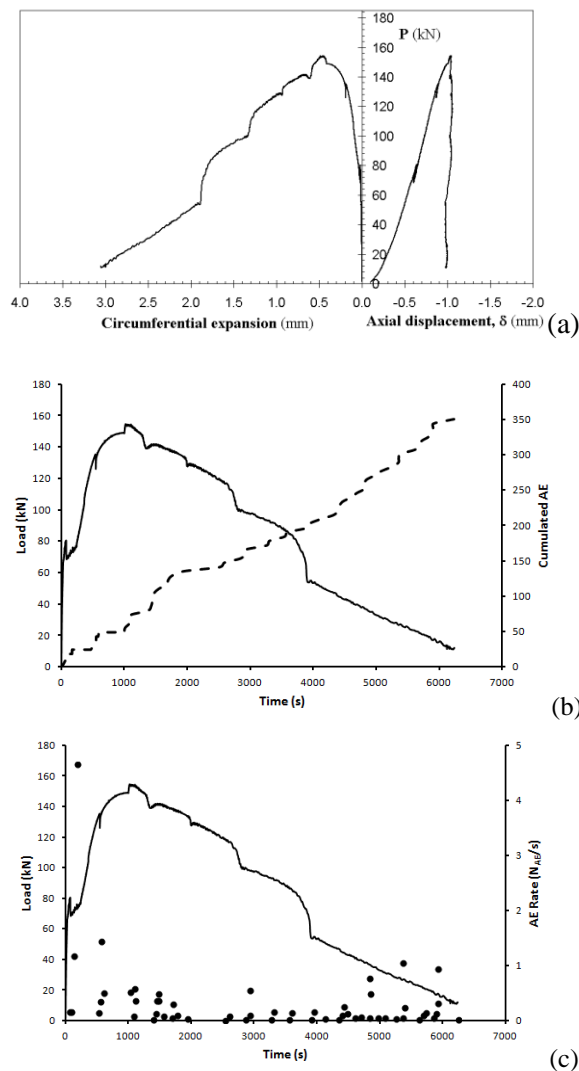 P (kN)
180
160
140
120
100
80
60
40
20
0
4.0 3.5 3.0 2.5 2.0 1.5 1.0 0.5 0.0 -0.5 -1.0 -1.5 -2.0
Circumferential expansion (mm) Axial displacement, δ (mm)
(a)
180 400
160 350
140 300
120 250
100 200
80 150
60 100
40 50
20 0
0
Load (kN)
Cumulated AE
0 1000 2000 3000 4000 5000 6000 7000
Time (s)
(b)
180 5
160 4
140 3
120 2
100 1
80 0
60
40
20
0
Load (kN)
AE Rate (NAE/s)
0 1000 2000 3000 4000 5000 6000 7000
Time (s)
(c)